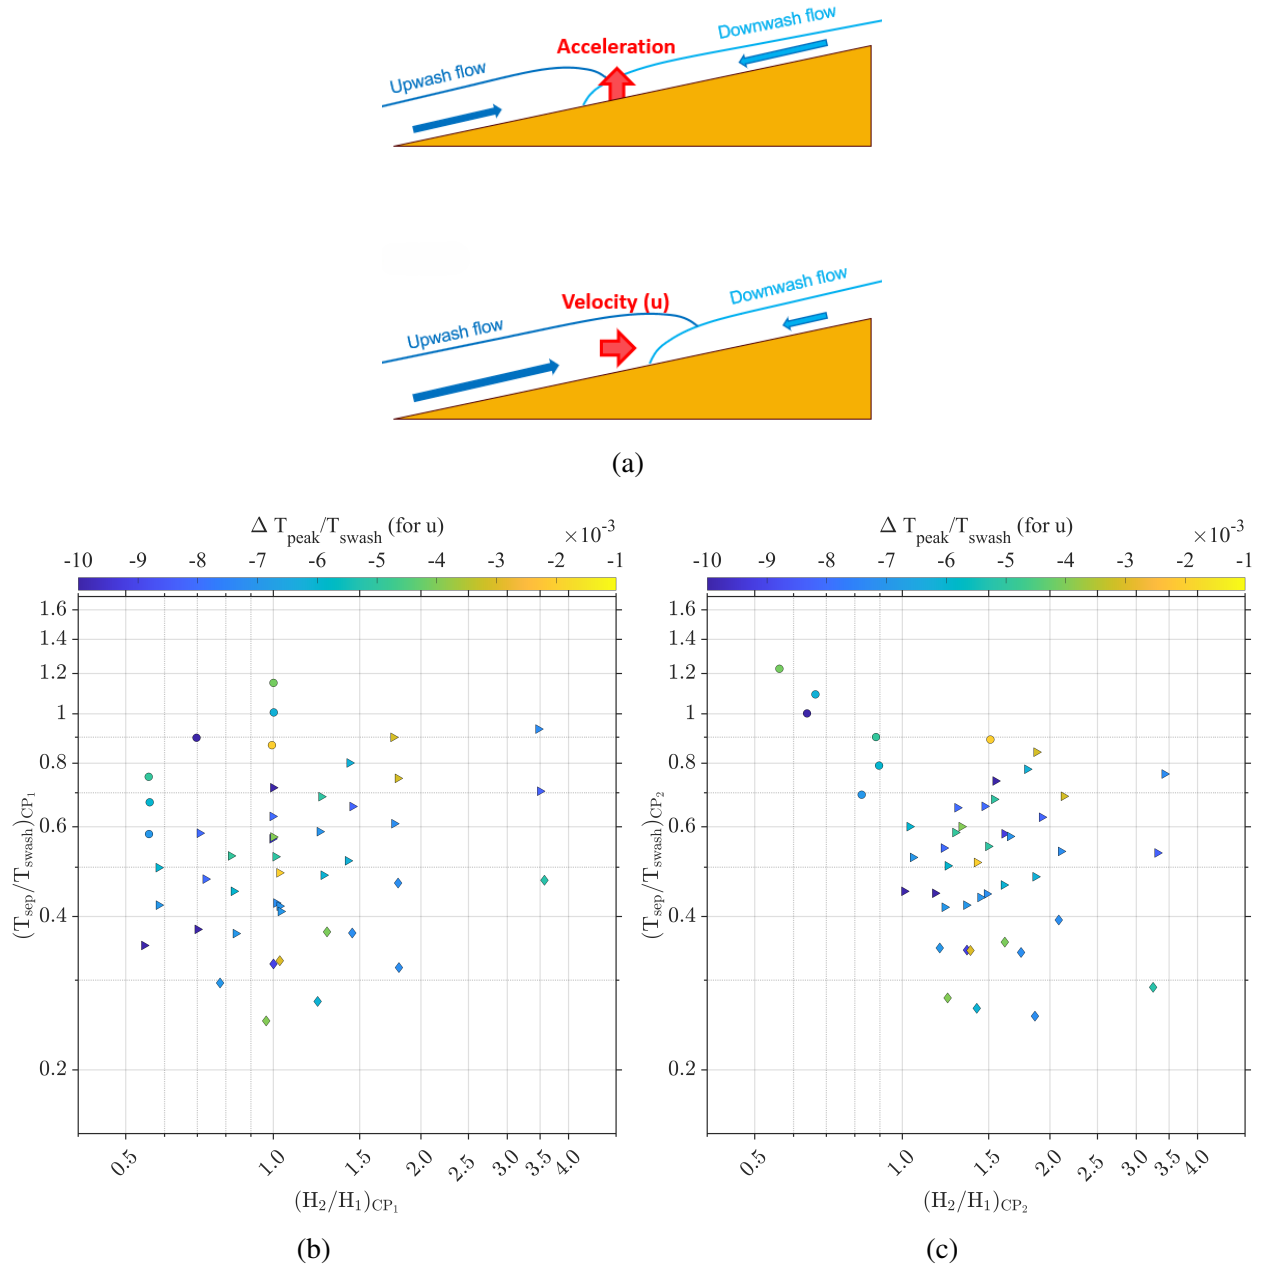 Downwash flow
Acceleration
Upwash flow
Downwash flow
Velocity (u)
Upwash flow
(a)
Δ T_peak/T_swash (for u)
×10^-3
-10 -9 -8 -7 -6 -5 -4 -3 -2 -1
1.6
1.4
1.2
1
0.8
0.6
0.4
0.2
(T_sep/T_swash)_CP₁
0.5 1.0 1.5 2.0 2.5 3.0 3.5 4.0
(H₂/H₁)_CP₁
(b)
Δ T_peak/T_swash (for u)
×10^-3
-10 -9 -8 -7 -6 -5 -4 -3 -2 -1
1.6
1.4
1.2
1
0.8
0.6
0.4
0.2
(T_sep/T_swash)_CP₂
0.5 1.0 1.5 2.0 2.5 3.0 3.5 4.0
(H₂/H₁)_CP₂
(c)